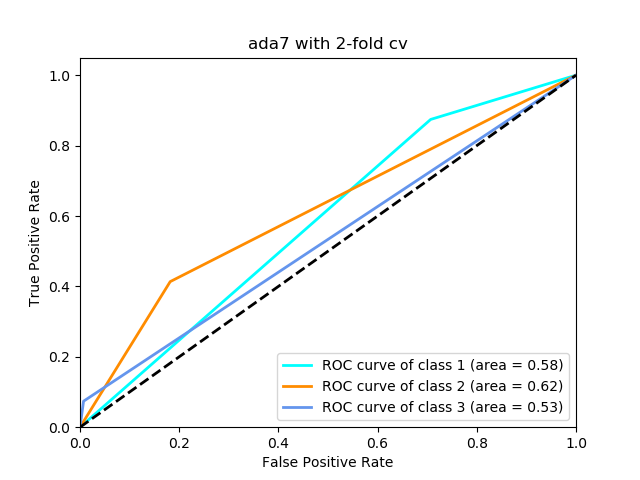 ada7 with 2-fold cv
True Positive Rate
1.0
0.8
0.6
0.4
0.2
0.0
ROC curve of class 1 (area = 0.58)
ROC curve of class 2 (area = 0.62)
ROC curve of class 3 (area = 0.53)
0.0 0.2 0.4 0.6 0.8 1.0
False Positive Rate